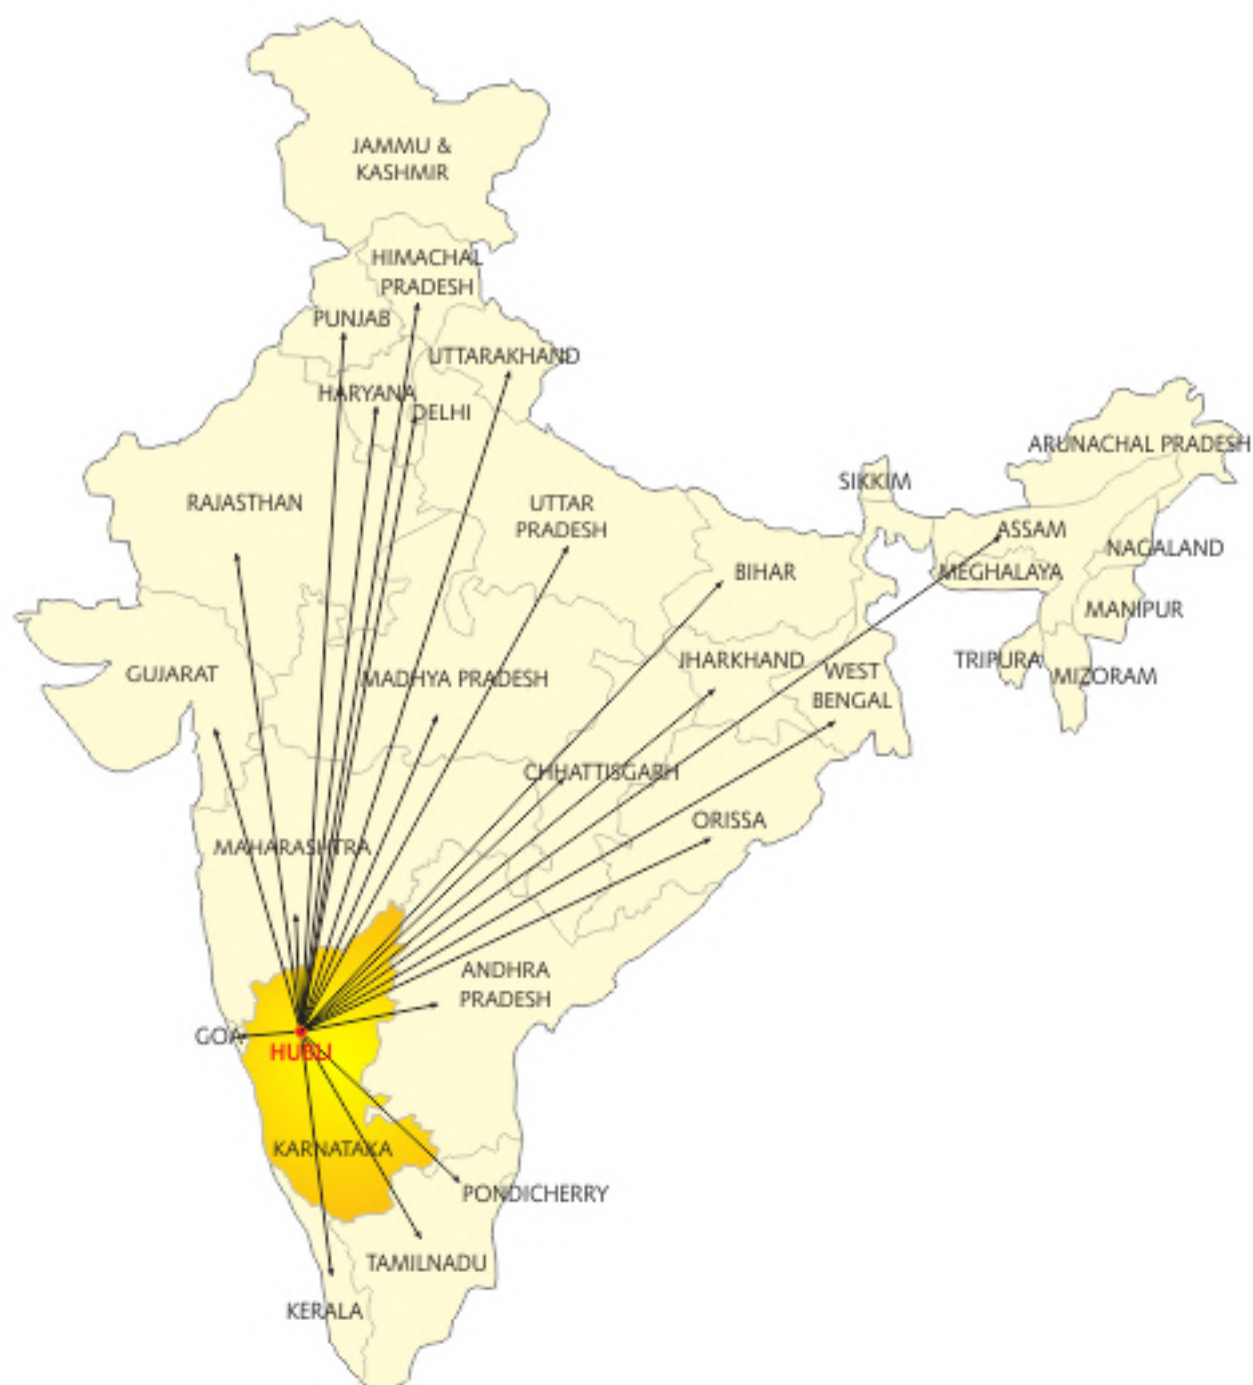 JAMMU &
KASHMIR
HIMACHAL
PRADESH
PUNJAB
UTTARAKHAND
HARYANA
DELHI
ARUNACHAL PRADESH
SIKKIM
RAJASTHAN
UTTAR
PRADESH
ASSAM
NAGALAND
BIHAR
MEGHALAYA
MANIPUR
GUJARAT
MADHYA PRADESH
JHARKHAND
WEST
BENGAL
TRIPURA
MIZORAM
CHHATTISGARH
ORISSA
MAHARASHTRA
ANDHRA
PRADESH
GOA
HUBLI
KARNATAKA
PONDICHERRY
TAMILNADU
KERALA